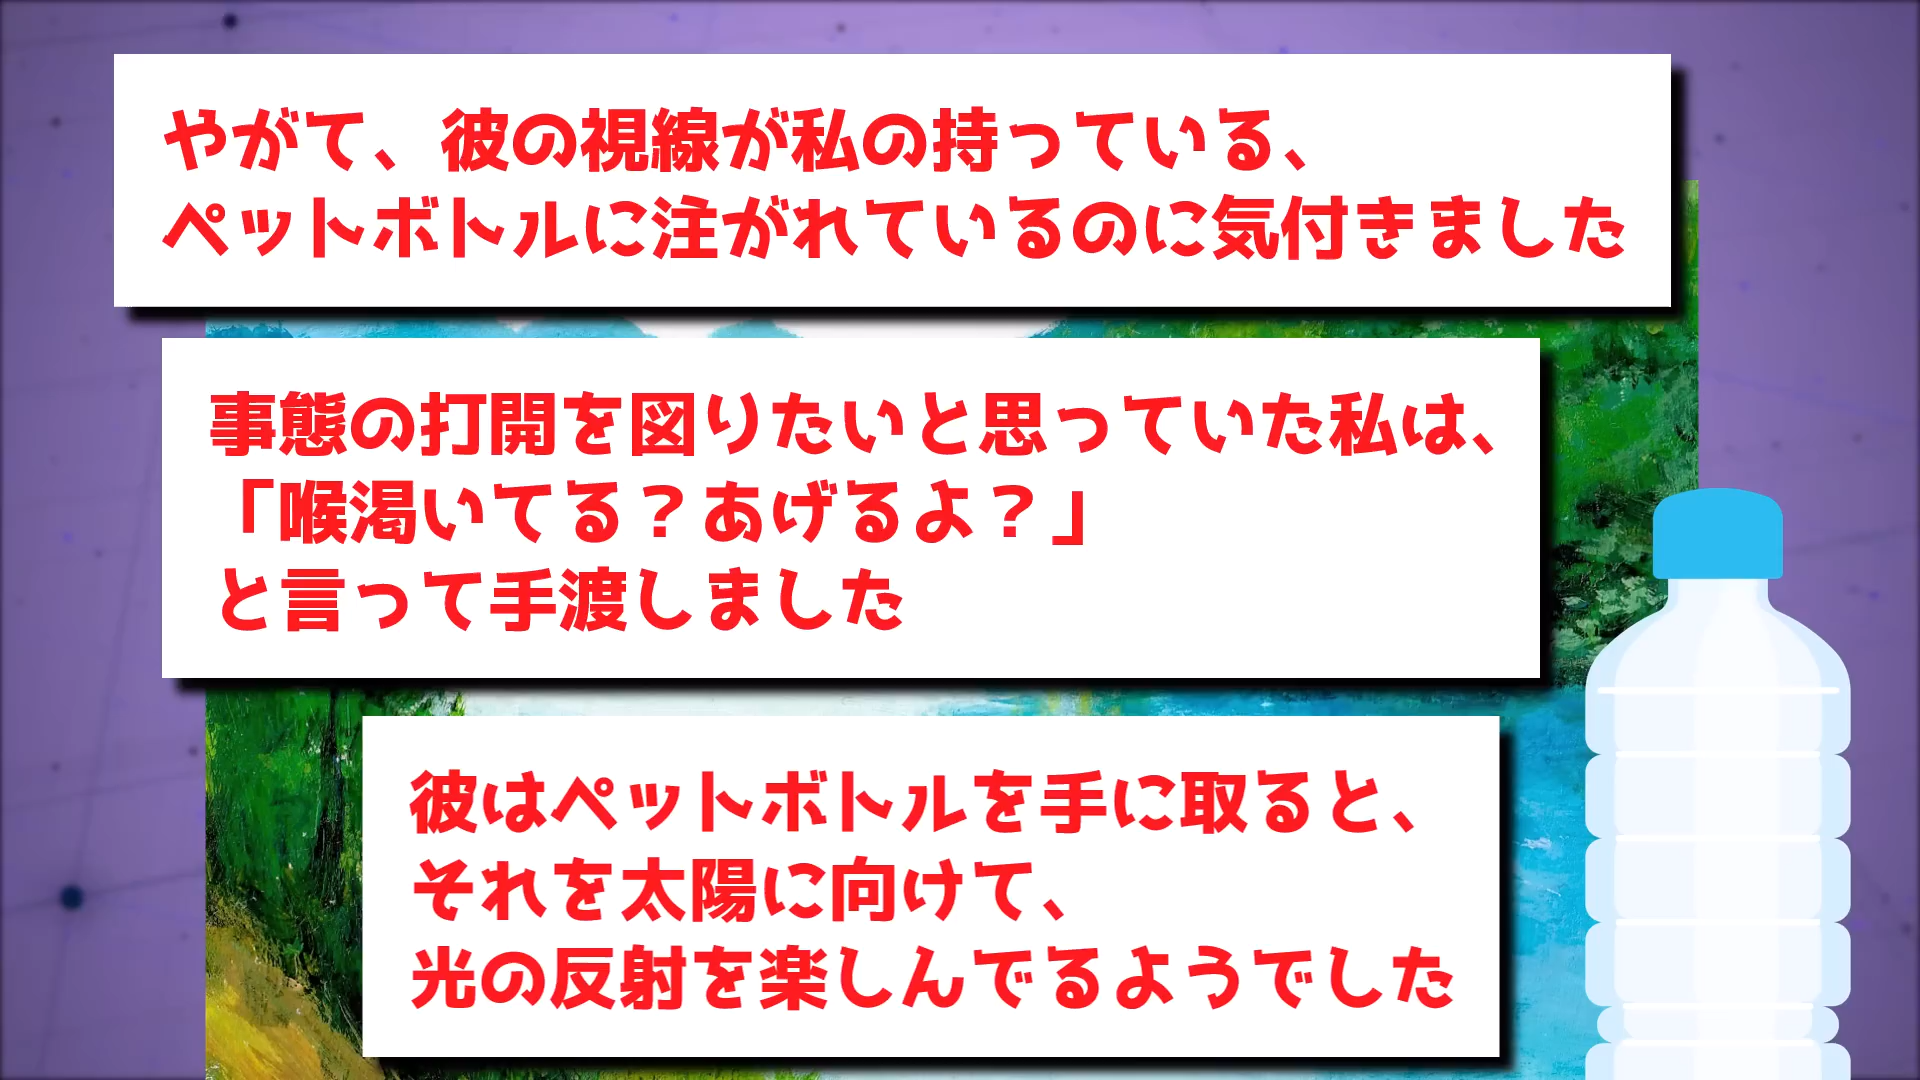 やがて、彼の視線が私の持っている、
ペットボトルに注がれているのに気付きました
事態の打開を図りたいと思っていた私は、
「喉渇いてる？あげるよ？」
と言って手渡しました
彼はペットボトルを手に取ると、
それを太陽に向けて、
光の反射を楽しんでるようでした